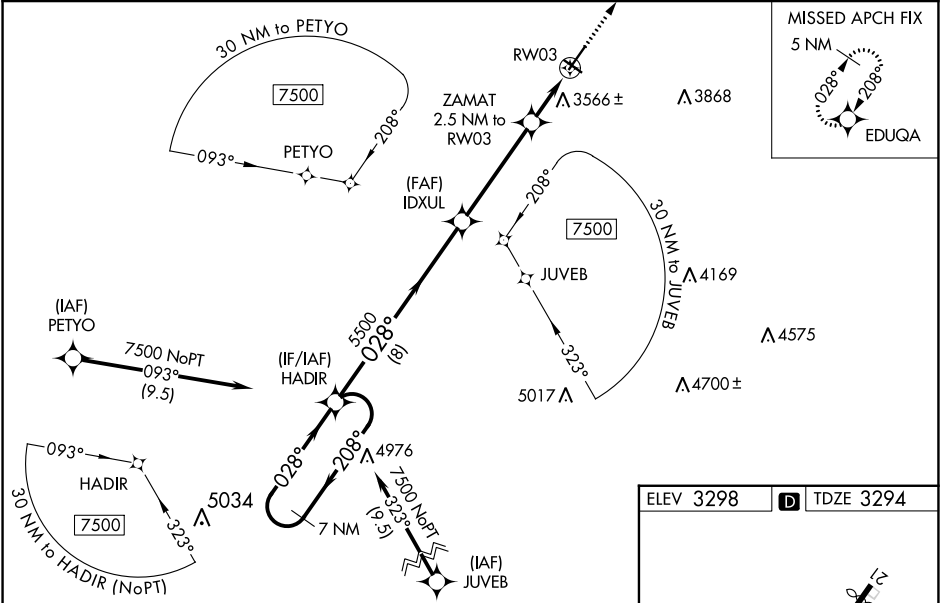 30 NM to PETYO
7500
093°
208°
PETYO
RW03
ZAMAT
2.5 NM to
RW03
3566 ±
3868
MISSED APCH FIX
5 NM
028°
208°
EDUQA
(FAF)
IDXUL
208°
7500
30 NM to JUVEB
JUVEB
323°
4169
4575
4700 ±
5017
(IAF)
PETYO
7500 NoPT
093°
(9.5)
(IF/IAF)
HADIR
5500
028°
(8)
028°
208°
4976
7 NM
093°
HADIR
7500
323°
30 NM to HADIR (NoPT)
5034
7500 NoPT
323°
(9.5)
(IAF)
JUVEB
ELEV 3298
D
TDZE 3294
21